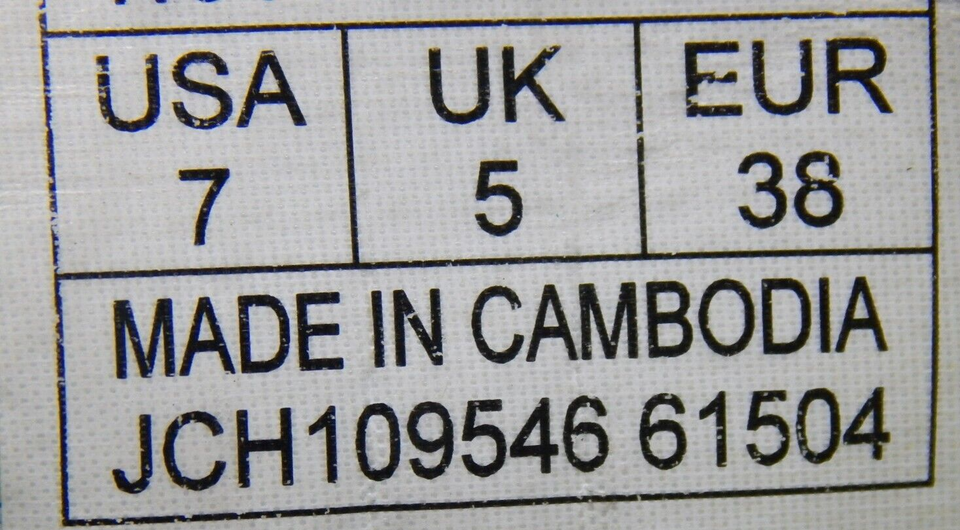 USA UK EUR
7 5 38
MADE IN CAMBODIA
JCH109546 61504